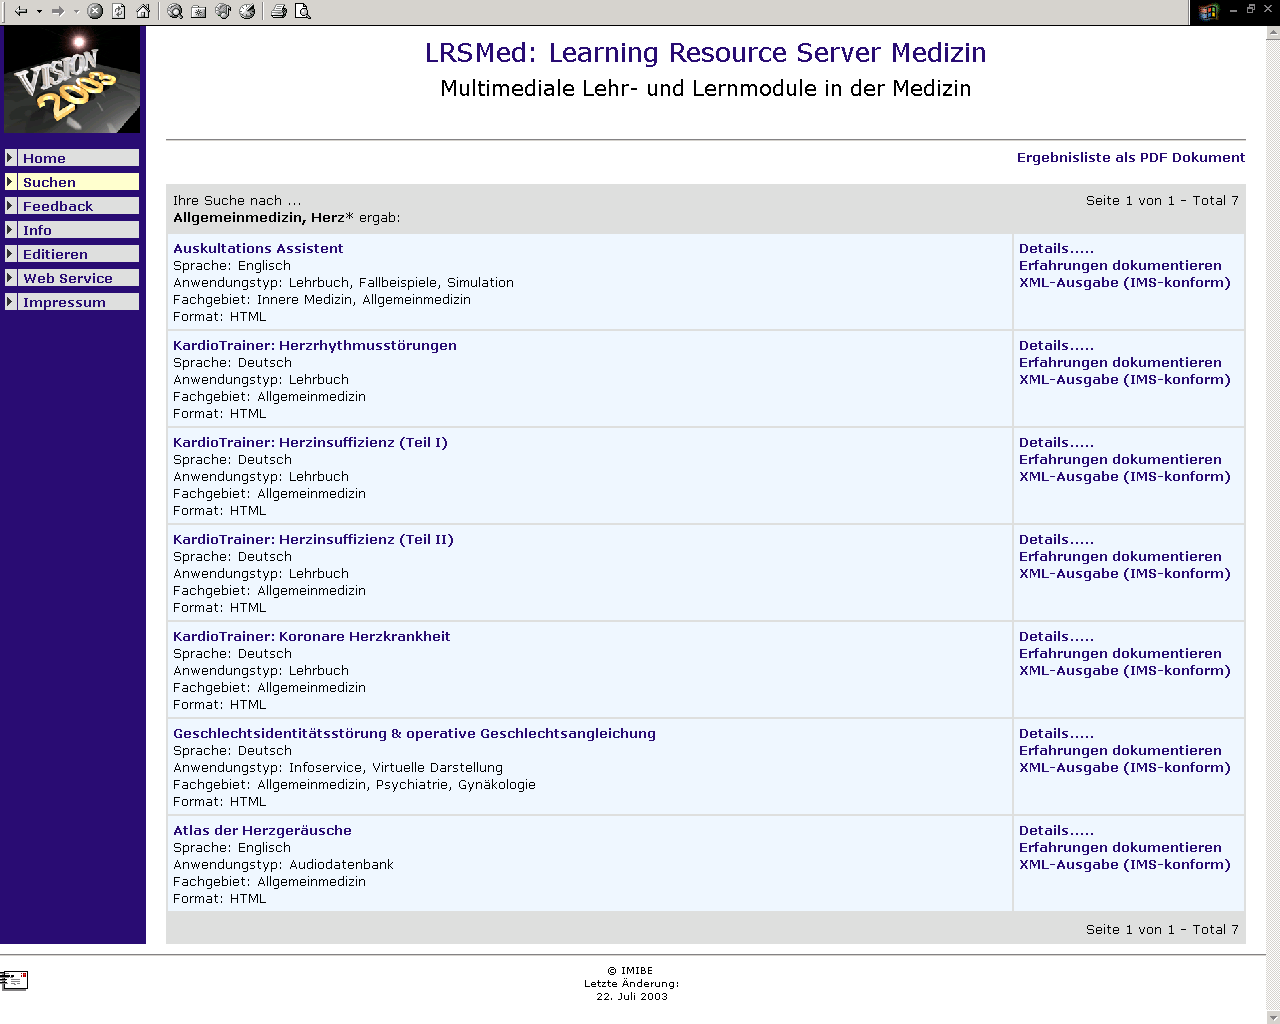 VISION
2003
LRSMed: Learning Resource Server Medizin
Multimediale Lehr- und Lernmodule in der Medizin
Home
Suchen
Feedback
Info
Editieren
Web Service
Impressum
Ergebnisliste als PDF Dokument
Ihre Suche nach ...
Seite 1 von 1 - Total 7
Allgemeinmedizin, Herz* ergab:
Auskultations Assistent
Sprache: Englisch
Anwendungstyp: Lehrbuch, Fallbeispiele, Simulation
Fachgebiet: Innere Medizin, Allgemeinmedizin
Format: HTML
Details.....
Erfahrungen dokumentieren
XML-Ausgabe (IMS-konform)
KardioTrainer: Herzrhythmusstörungen
Sprache: Deutsch
Anwendungstyp: Lehrbuch
Fachgebiet: Allgemeinmedizin
Format: HTML
Details.....
Erfahrungen dokumentieren
XML-Ausgabe (IMS-konform)
KardioTrainer: Herzinsuffizienz (Teil I)
Sprache: Deutsch
Anwendungstyp: Lehrbuch
Fachgebiet: Allgemeinmedizin
Format: HTML
Details.....
Erfahrungen dokumentieren
XML-Ausgabe (IMS-konform)
KardioTrainer: Herzinsuffizienz (Teil II)
Sprache: Deutsch
Anwendungstyp: Lehrbuch
Fachgebiet: Allgemeinmedizin
Format: HTML
Details.....
Erfahrungen dokumentieren
XML-Ausgabe (IMS-konform)
KardioTrainer: Koronare Herzkrankheit
Sprache: Deutsch
Anwendungstyp: Lehrbuch
Fachgebiet: Allgemeinmedizin
Format: HTML
Details.....
Erfahrungen dokumentieren
XML-Ausgabe (IMS-konform)
Geschlechtsidentitätsstörung & operative Geschlechtsangleichung
Sprache: Deutsch
Anwendungstyp: Infoservice, Virtuelle Darstellung
Fachgebiet: Allgemeinmedizin, Psychiatrie, Gynäkologie
Format: HTML
Details.....
Erfahrungen dokumentieren
XML-Ausgabe (IMS-konform)
Atlas der Herzgeräusche
Sprache: Englisch
Anwendungstyp: Audiodatenbank
Fachgebiet: Allgemeinmedizin
Format: HTML
Details.....
Erfahrungen dokumentieren
XML-Ausgabe (IMS-konform)
Seite 1 von 1 - Total 7
© IMIBE
Letzte Änderung:
22. Juli 2003